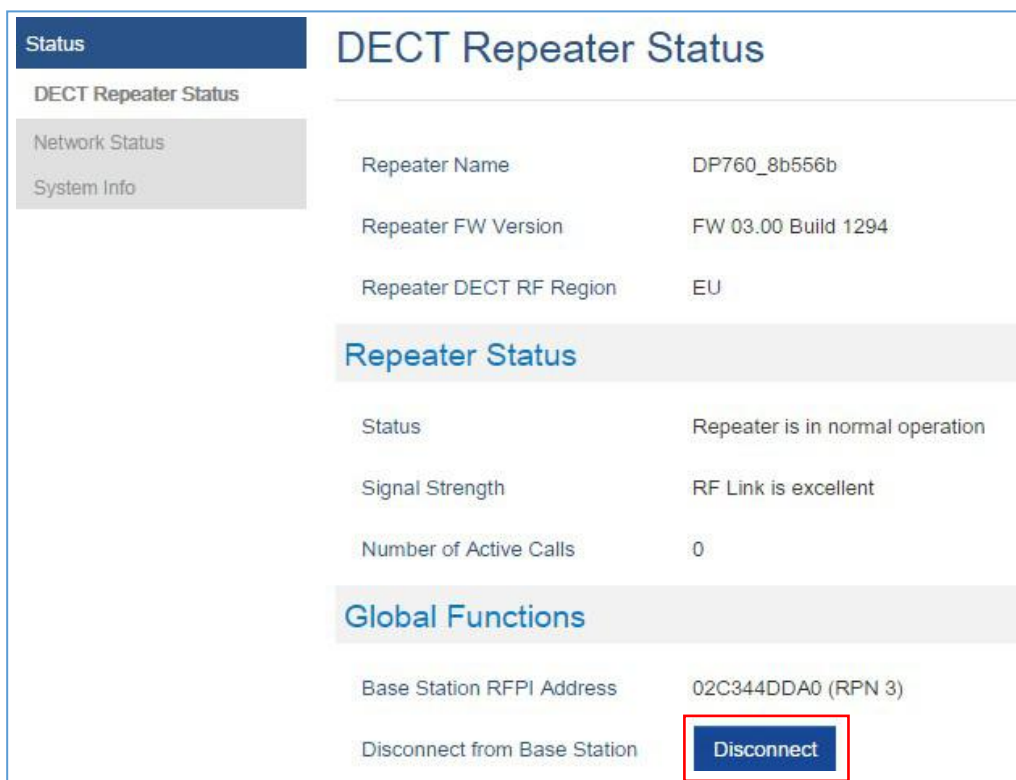 Status
DECT Repeater Status
Network Status
System Info
DECT Repeater Status
Repeater Name DP760_8b556b
Repeater FW Version FW 03.00 Build 1294
Repeater DECT RF Region EU
Repeater Status
Status Repeater is in normal operation
Signal Strength RF Link is excellent
Number of Active Calls 0
Global Functions
Base Station RFPI Address 02C344DDA0 (RPN 3)
Disconnect from Base Station Disconnect